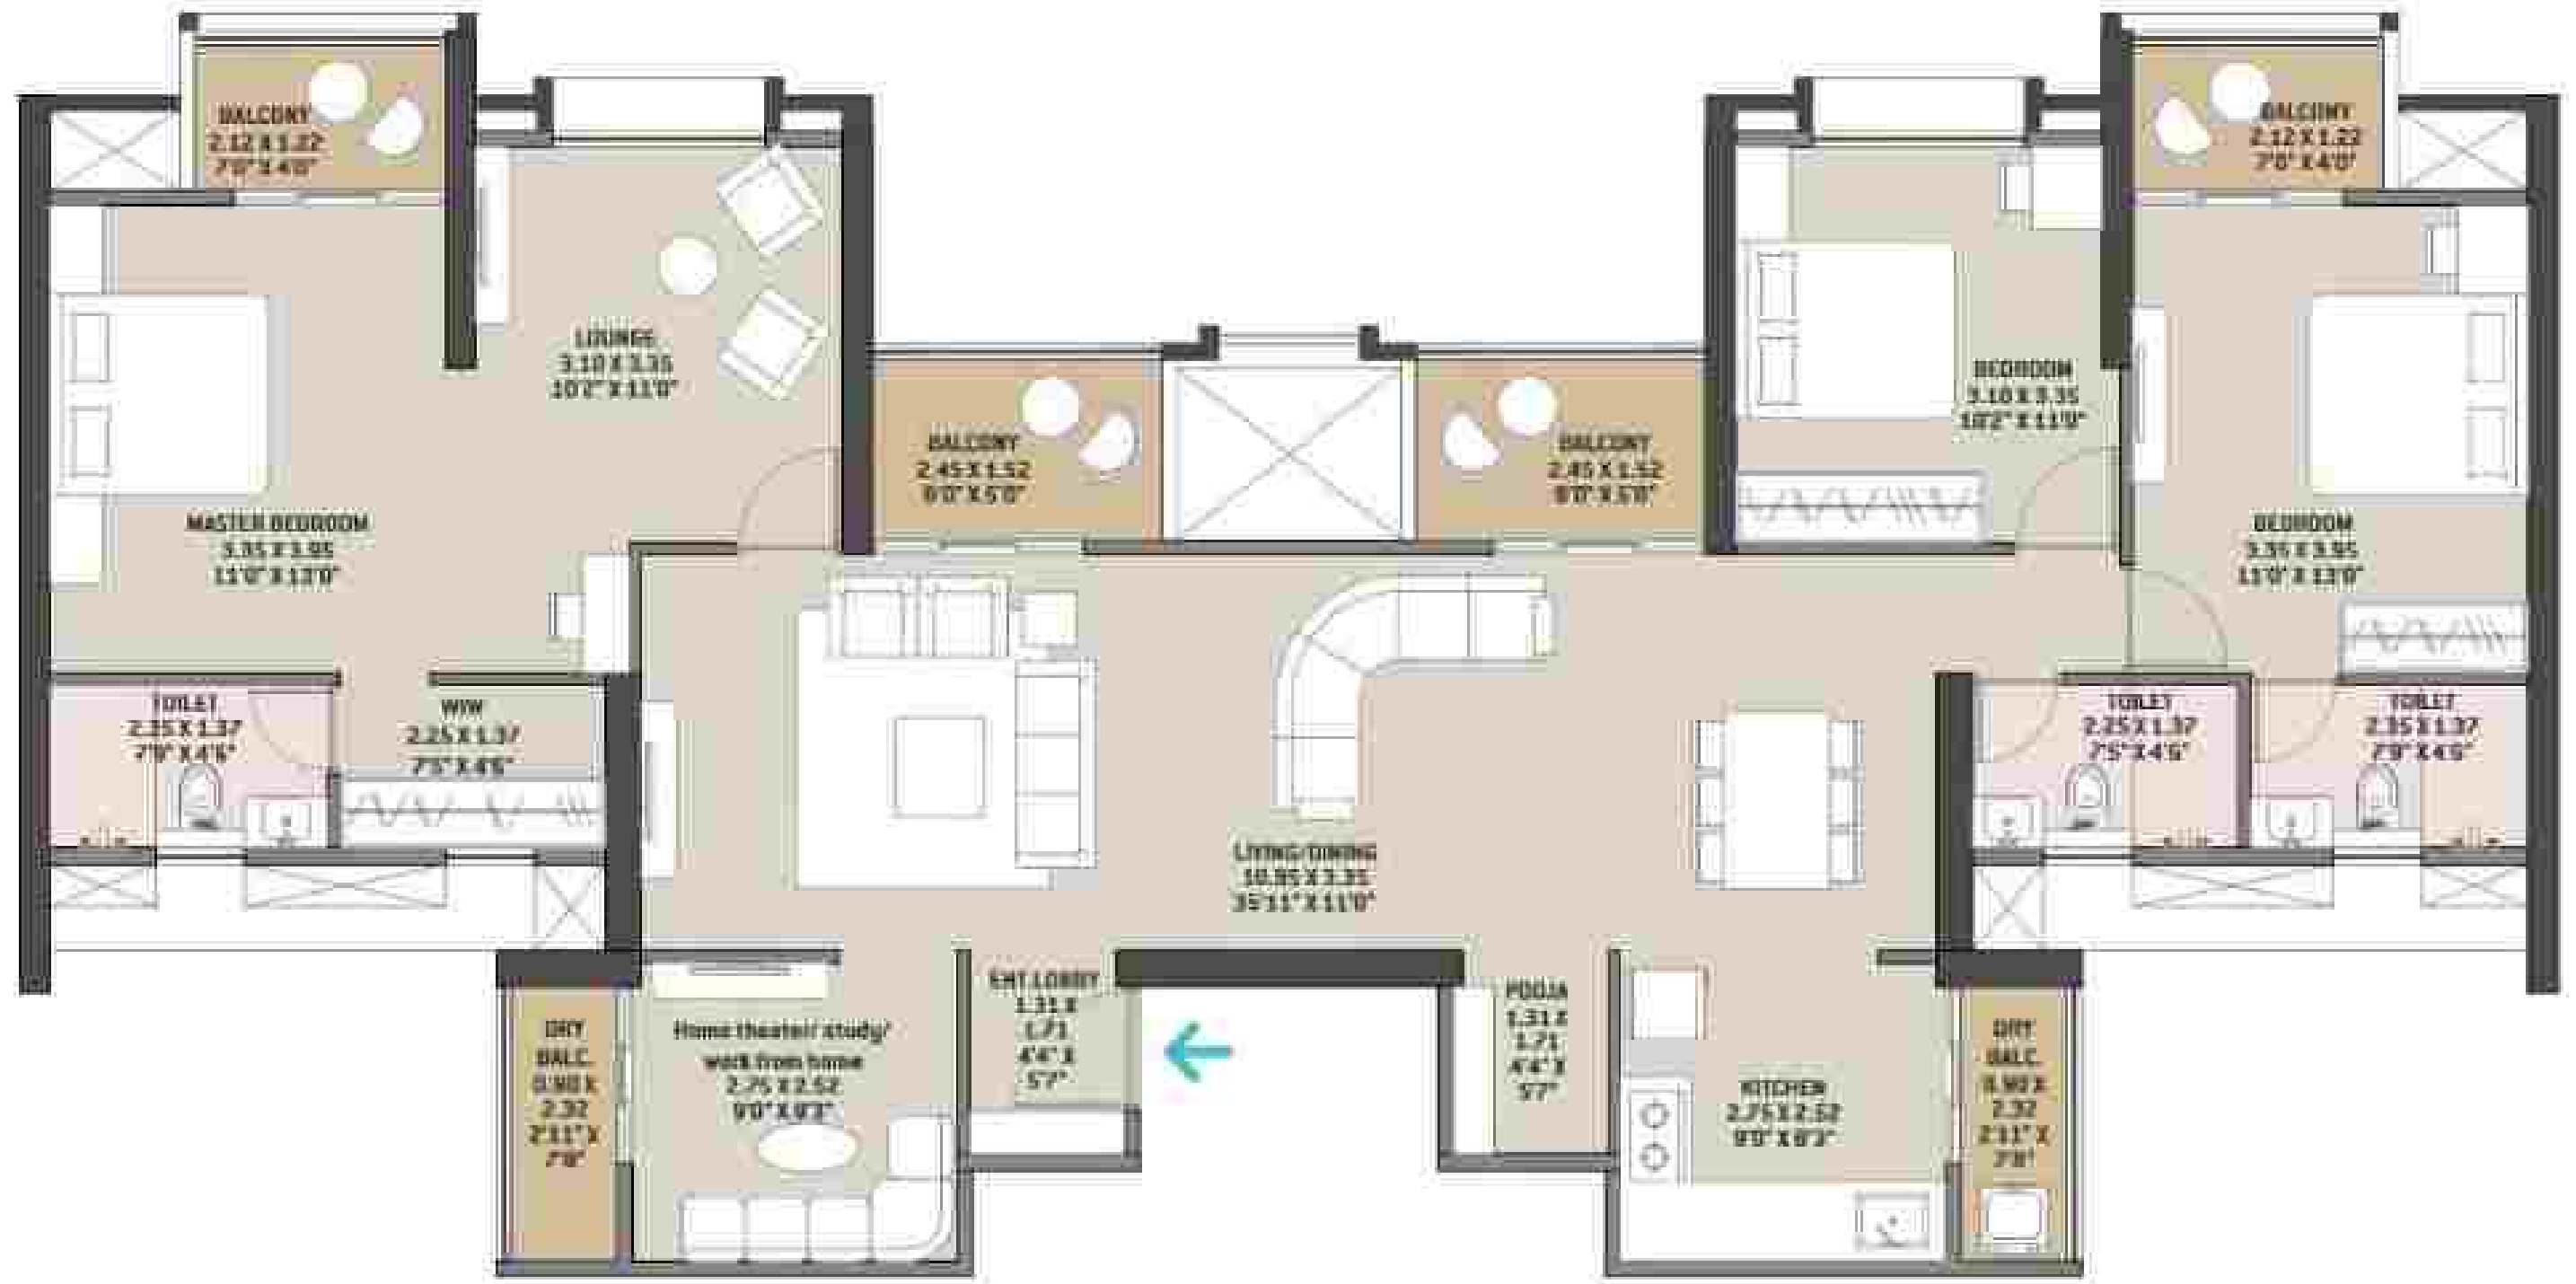 BALCONY
2.12 X 1.22
7'0" X 4'0"
BALCONY
2.12 X 1.22
7'0" X 4'0"
LOUNGE
3.10 X 3.35
10'2" X 11'0"
BEDROOM
3.10 X 3.35
10'2" X 11'0"
BALCONY
2.45 X 1.52
8'0" X 5'0"
BALCONY
2.45 X 1.52
8'0" X 5'0"
MASTER BEDROOM
3.35 X 3.95
11'0" X 13'0"
BEDROOM
3.35 X 3.95
11'0" X 13'0"
TOILET
2.35 X 1.37
7'9" X 4'6"
WIW
2.25 X 1.37
7'5" X 4'6"
TOILET
2.25 X 1.37
7'5" X 4'6"
TOILET
2.35 X 1.37
7'9" X 4'6"
LIVING/DINING
10.95 X 3.35
35'11" X 11'0"
DRY
BALC.
0.90 X
2.32
2'11" X
7'8"
Home theater/ study/
work from home
2.75 X 2.52
9'0" X 8'3"
ENT.LOBBY
1.31 X
1.71
4'4" X
5'7"
POOJA
1.31 X
1.71
4'4" X
5'7"
KITCHEN
2.75 X 2.52
9'0" X 8'3"
DRY
BALC.
0.90 X
2.32
2'11" X
7'8"